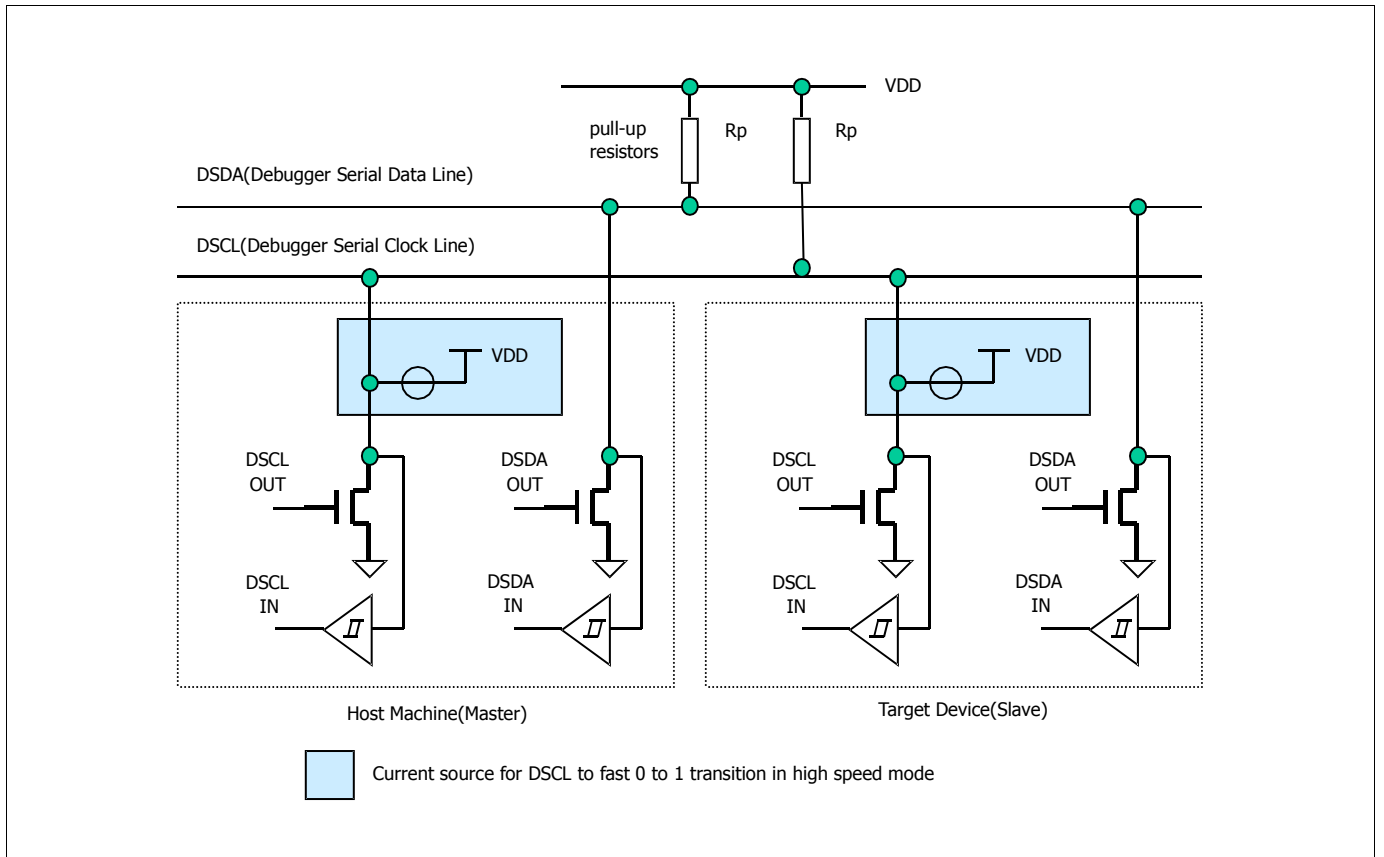 VDD
pull-up
resistors
Rp
Rp
DSDA(Debugger Serial Data Line)
DSCL(Debugger Serial Clock Line)
VDD
VDD
DSCL
OUT
DSDA
OUT
DSCL
OUT
DSDA
OUT
DSCL
IN
DSDA
IN
DSCL
IN
DSDA
IN
Host Machine(Master)
Target Device(Slave)
Current source for DSCL to fast 0 to 1 transition in high speed mode